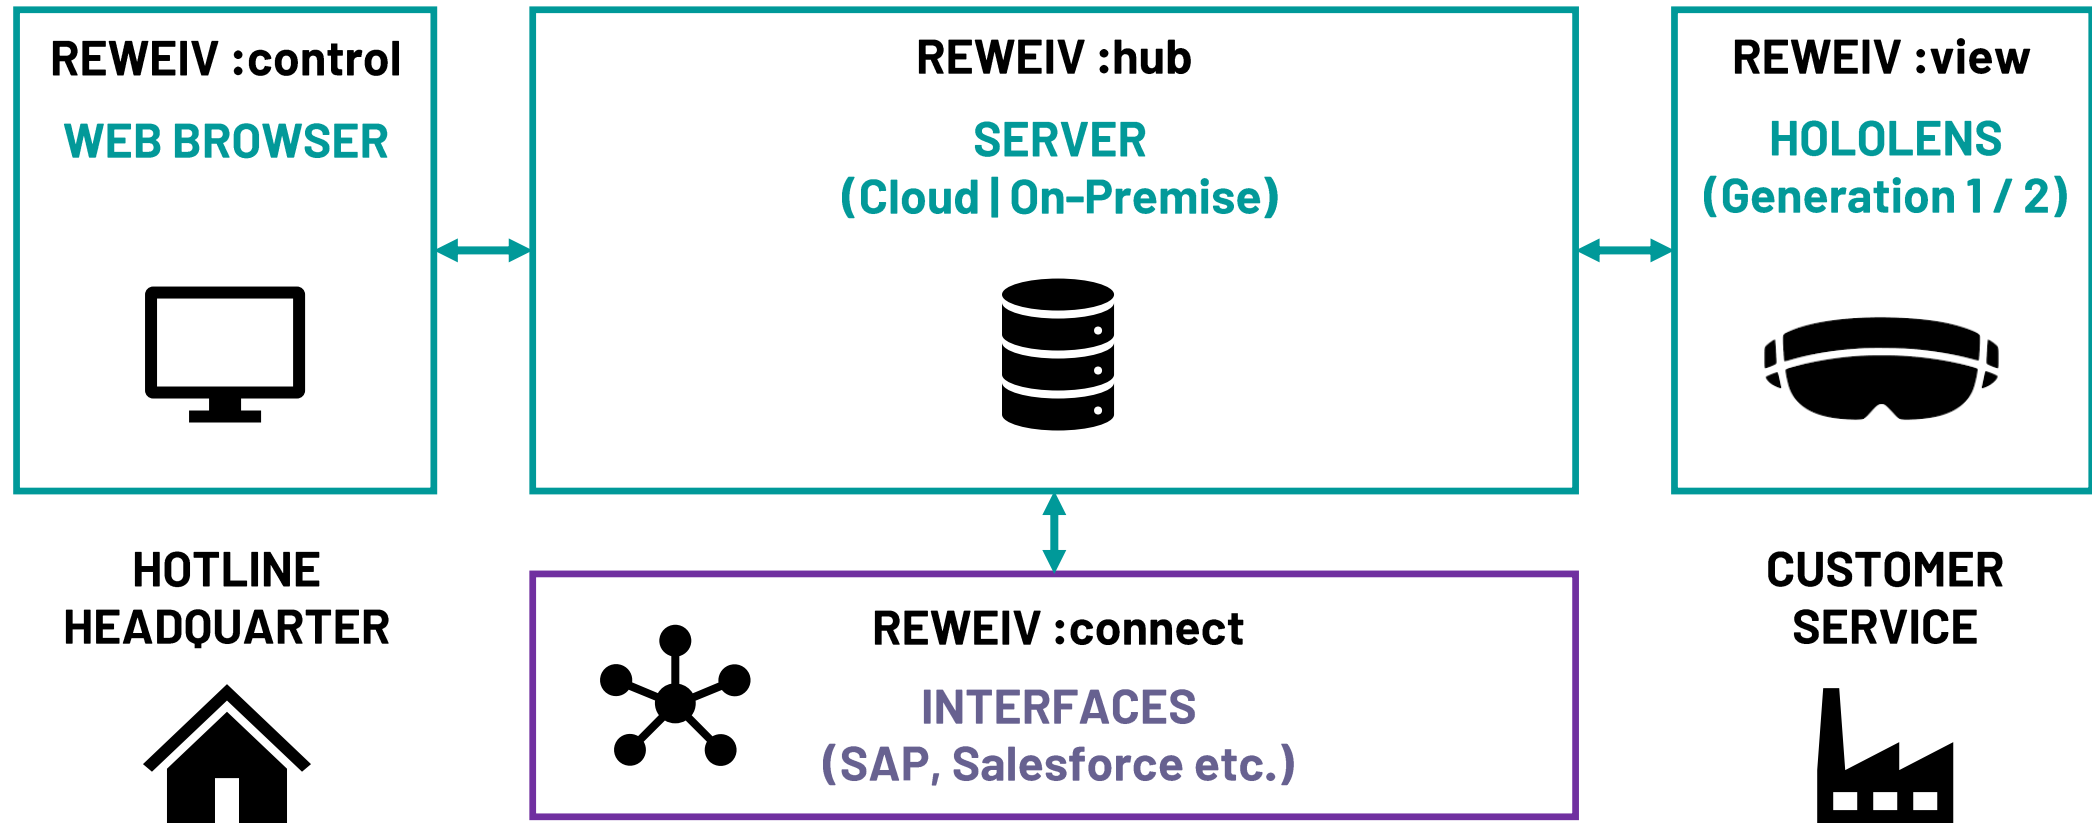 REWEIV :control
WEB BROWSER
REWEIV :hub
SERVER
(Cloud | On-Premise)
REWEIV :view
HOLOLENS
(Generation 1 / 2)
HOTLINE
HEADQUARTER
REWEIV :connect
INTERFACES
(SAP, Salesforce etc.)
CUSTOMER
SERVICE